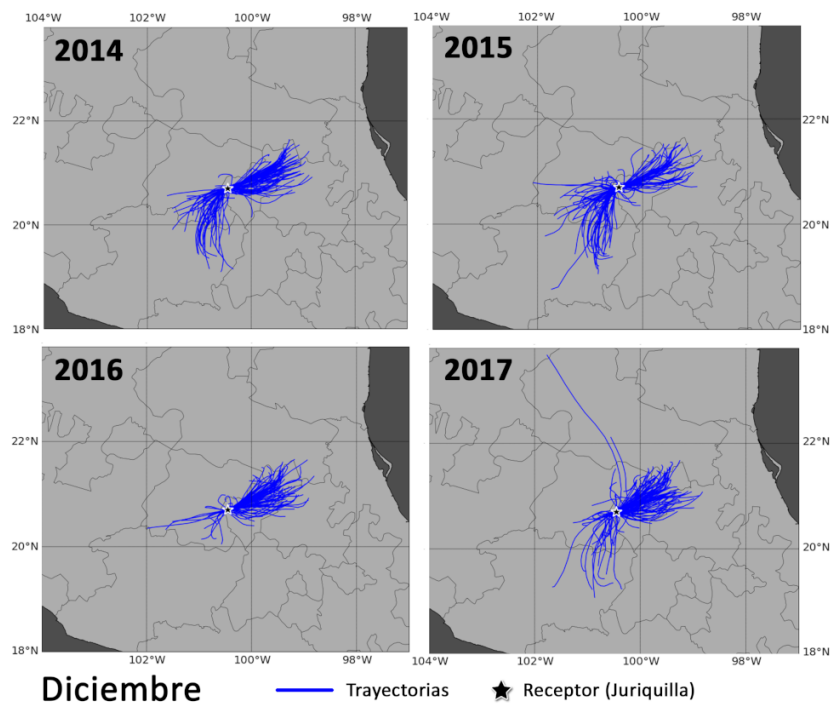 104°W 102°W 100°W 98°W 104°W 102°W 100°W 98°W
2014 2015
22°N 22°N
20°N 20°N
18°N 18°N
2016 2017
22°N 22°N
20°N 20°N
18°N 18°N
102°W 100°W 98°W 104°W 102°W 100°W 98°W
Diciembre Trayectorias Receptor (Juriquilla)